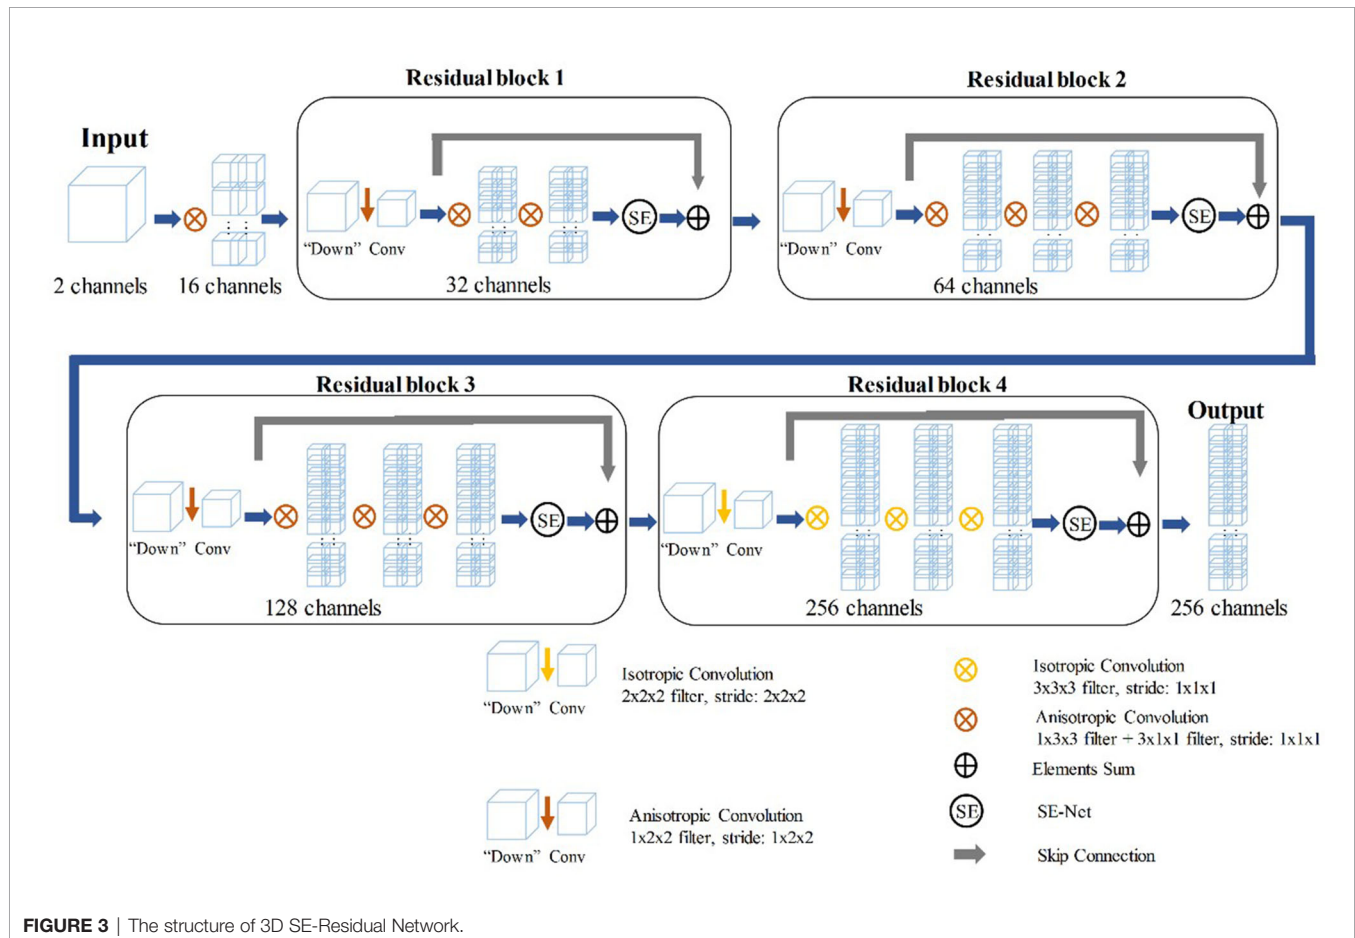 Residual block 1
Residual block 2
Input
"Down" Conv
SE
"Down" Conv
SE
2 channels
16 channels
32 channels
64 channels
Residual block 3
Residual block 4
Output
"Down" Conv
SE
"Down" Conv
SE
128 channels
256 channels
256 channels
"Down" Conv
Isotropic Convolution
2x2x2 filter, stride: 2x2x2
Isotropic Convolution
3x3x3 filter, stride: 1x1x1
Anisotropic Convolution
1x3x3 filter + 3x1x1 filter, stride: 1x1x1
Elements Sum
"Down" Conv
Anisotropic Convolution
1x2x2 filter, stride: 1x2x2
SE
SE-Net
Skip Connection
FIGURE 3 | The structure of 3D SE-Residual Network.